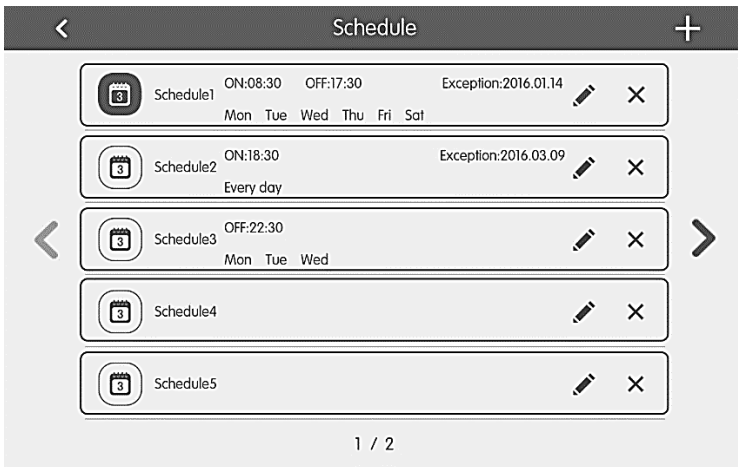 Schedule
Schedule1 ON:08:30 OFF:17:30 Exception:2016.01.14
Mon Tue Wed Thu Fri Sat
Schedule2 ON:18:30 Exception:2016.03.09
Every day
Schedule3 OFF:22:30
Mon Tue Wed
Schedule4
Schedule5
1 / 2